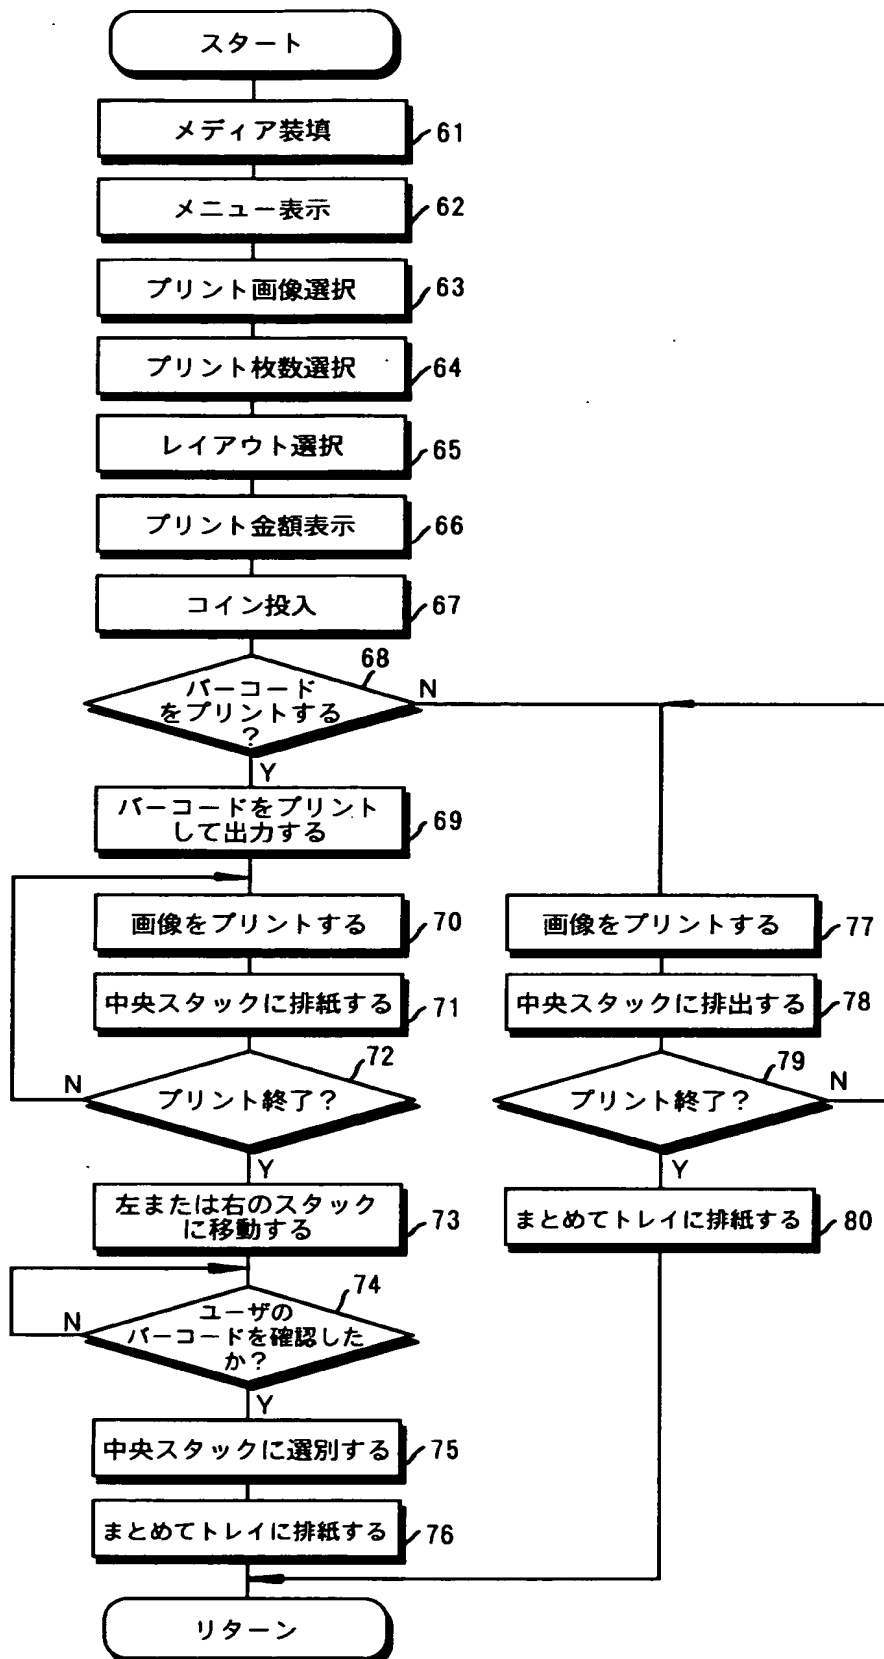 スタート
メディア装填
61
メニュー表示
62
プリント画像選択
63
プリント枚数選択
64
レイアウト選択
65
プリント金額表示
66
コイン投入
67
68
バーコード
をプリントする
?
N
Y
バーコードをプリント
して出力する
69
画像をプリントする
70
中央スタックに排紙する
71
72
プリント終了?
N
Y
左または右のスタック
に移動する
73
74
ユーザの
バーコードを確認した
か?
N
Y
中央スタックに選別する
75
まとめてトレイに排紙する
76
画像をプリントする
77
中央スタックに排出する
78
79
プリント終了?
N
Y
まとめてトレイに排紙する
80
リターン